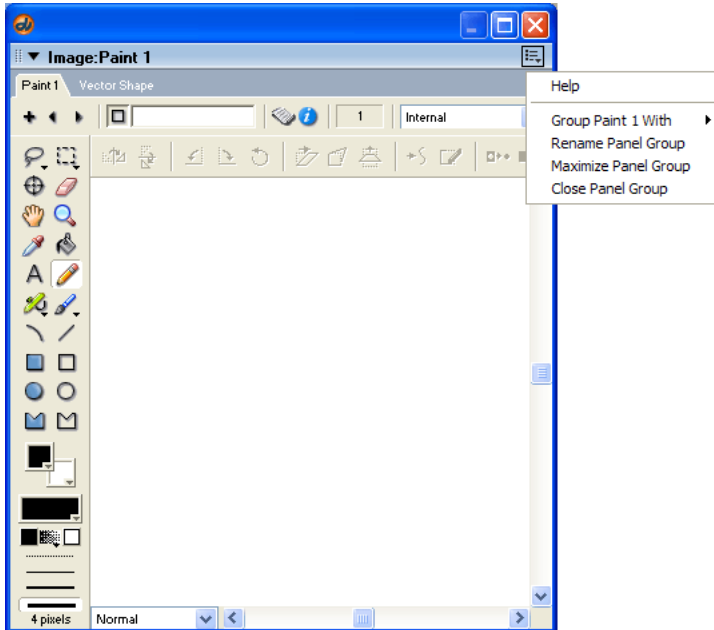 Image:Paint 1
Paint 1 Vector Shape
1 Internal
Help
Group Paint 1 With
Rename Panel Group
Maximize Panel Group
Close Panel Group
A
4 pixels Normal